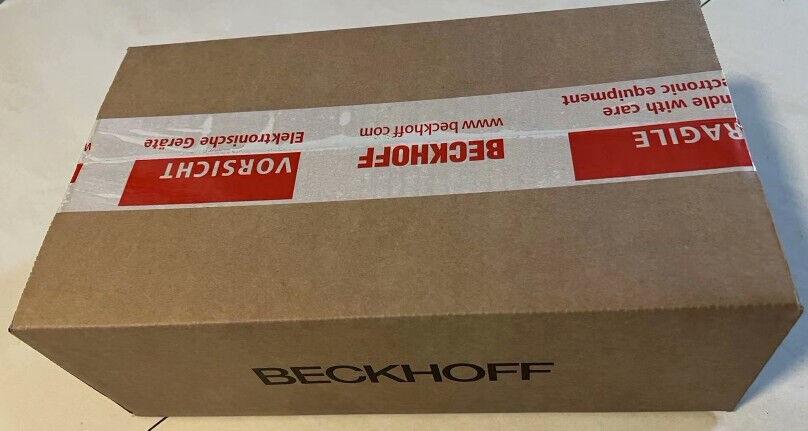 VORSICHT
Elektronische Geräte
BECKHOFF
www.beckhoff.com
RAGILE
ndle with care
ectronic equipment
BECKHOFF